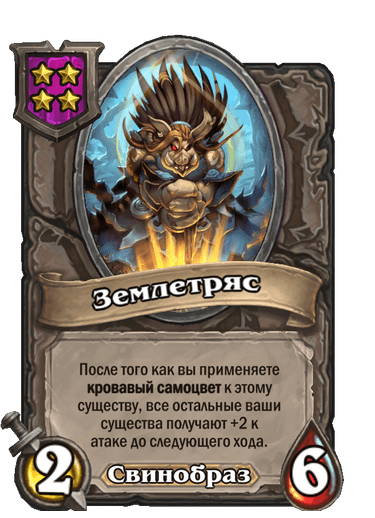 Землетряс
После того как вы применяете
кровавый самоцвет к этому
существу, все остальные ваши
существа получают +2 к
атаке до следующего хода.
2
Свинобраз
6